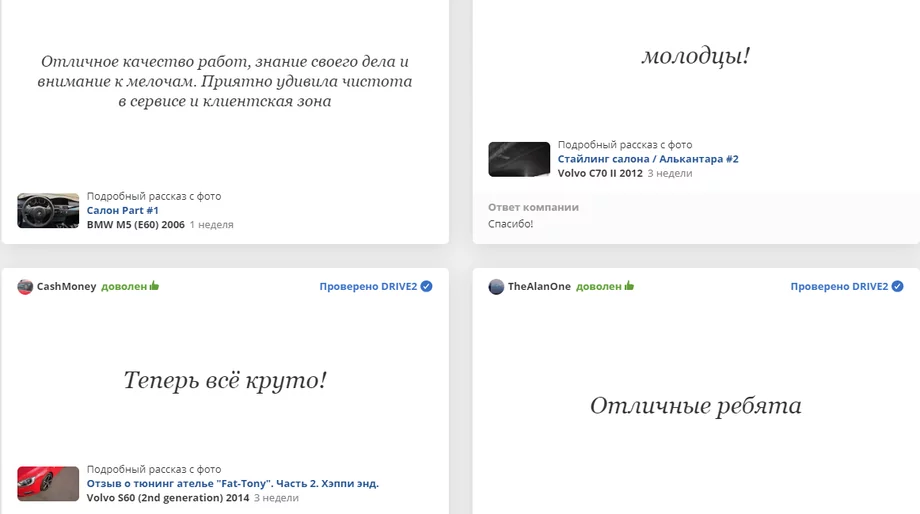 Отличное качество работ, знание своего дела и
внимание к мелочам. Приятно удивила чистота
в сервисе и клиентская зона
Подробный рассказ с фото
Салон Part #1
BMW M5 (E60) 2006 1 неделя
молодцы!
Подробный рассказ с фото
Стайлинг салона / Алькантара #2
Volvo C70 II 2012 3 недели
Ответ компании
Спасибо!
CashMoney доволен Проверено DRIVE2
Теперь всё круто!
Подробный рассказ с фото
Отзыв о тюнинг ателье "Fat-Tony". Часть 2. Хэппи энд.
Volvo S60 (2nd generation) 2014 3 недели
TheAlanOne доволен Проверено DRIVE2
Отличные ребята